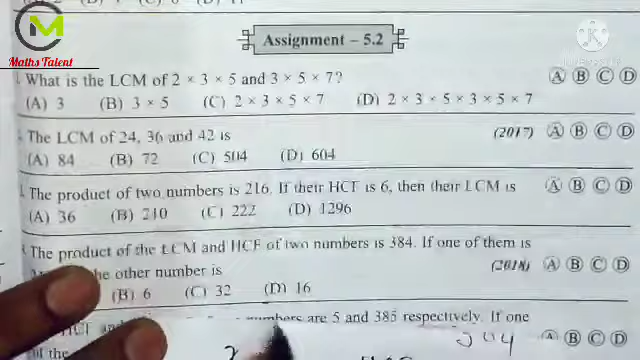 Maths Talent
KINEMASTER
Assignment – 5.2
What is the LCM of 2 × 3 × 5 and 3 × 5 × 7? Ⓐ Ⓑ Ⓒ Ⓓ
(A) 3 (B) 3 × 5 (C) 2 × 3 × 5 × 7 (D) 2 × 3 × 5 × 3 × 5 × 7
The LCM of 24, 36 and 42 is (2017) Ⓐ Ⓑ Ⓒ Ⓓ
(A) 84 (B) 72 (C) 504 (D) 604
The product of two numbers is 216. If their HCF is 6, then their LCM is Ⓐ Ⓑ Ⓒ Ⓓ
(A) 36 (B) 210 (C) 222 (D) 1296
The product of the LCM and HCF of two numbers is 384. If one of them is
the other number is (2018) Ⓐ Ⓑ Ⓒ Ⓓ
(B) 6 (C) 32 (D) 16
HCF and numbers are 5 and 385 respectively. If one
of the Ⓐ Ⓑ Ⓒ Ⓓ